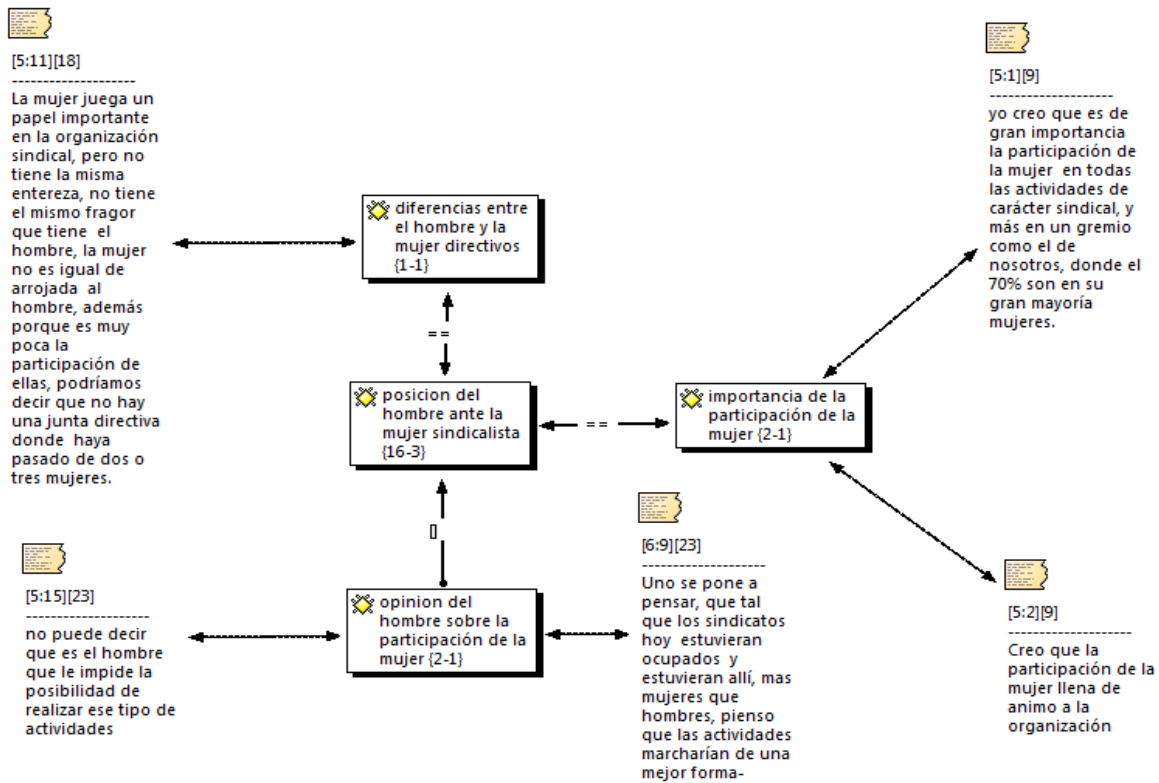 [5:11][18]
--------------------
La mujer juega un
papel importante
en la organización
sindical, pero no
tiene la misma
entereza, no tiene
el mismo fragor
que tiene el
hombre, la mujer
no es igual de
arrojada al
hombre, además
porque es muy
poca la
participación de
ellas, podríamos
decir que no hay
una junta directiva
donde haya
pasado de dos o
tres mujeres.
[5:1][9]
--------------------
yo creo que es de
gran importancia
la participación de
la mujer en todas
las actividades de
carácter sindical, y
más en un gremio
como el de
nosotros, donde el
70% son en su
gran mayoría
mujeres.
diferencias entre
el hombre y la
mujer directivos
{1-1}
==
posicion del
hombre ante la
mujer sindicalista
{16-3}
==
importancia de la
participación de la
mujer {2-1}
[]
opinion del
hombre sobre la
participación de la
mujer {2-1}
[5:15][23]
--------------------
no puede decir
que es el hombre
que le impide la
posibilidad de
realizar ese tipo de
actividades
[6:9][23]
--------------------
Uno se pone a
pensar, que tal
que los sindicatos
hoy estuvieran
ocupados y
estuvieran allí, mas
mujeres que
hombres, pienso
que las actividades
marcharían de una
mejor forma-
[5:2][9]
--------------------
Creo que la
participación de la
mujer llena de
animo a la
organización